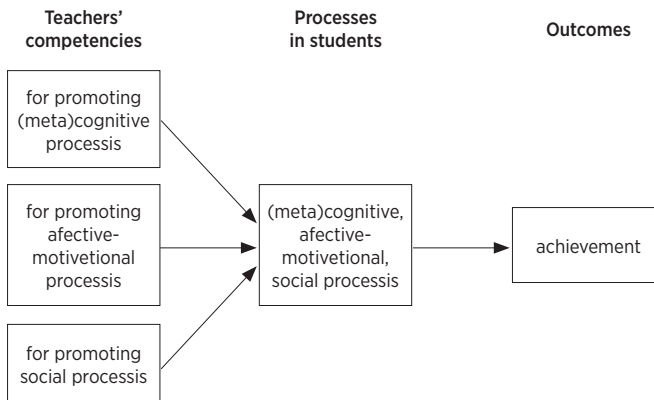 Teachers'
competencies
Processes
in students
Outcomes
for promoting
(meta)cognitive
processis
for promoting
afective-
motivetional
processis
for promoting
social processis
(meta)cognitive,
afective-
motivetional,
social processis
achievement